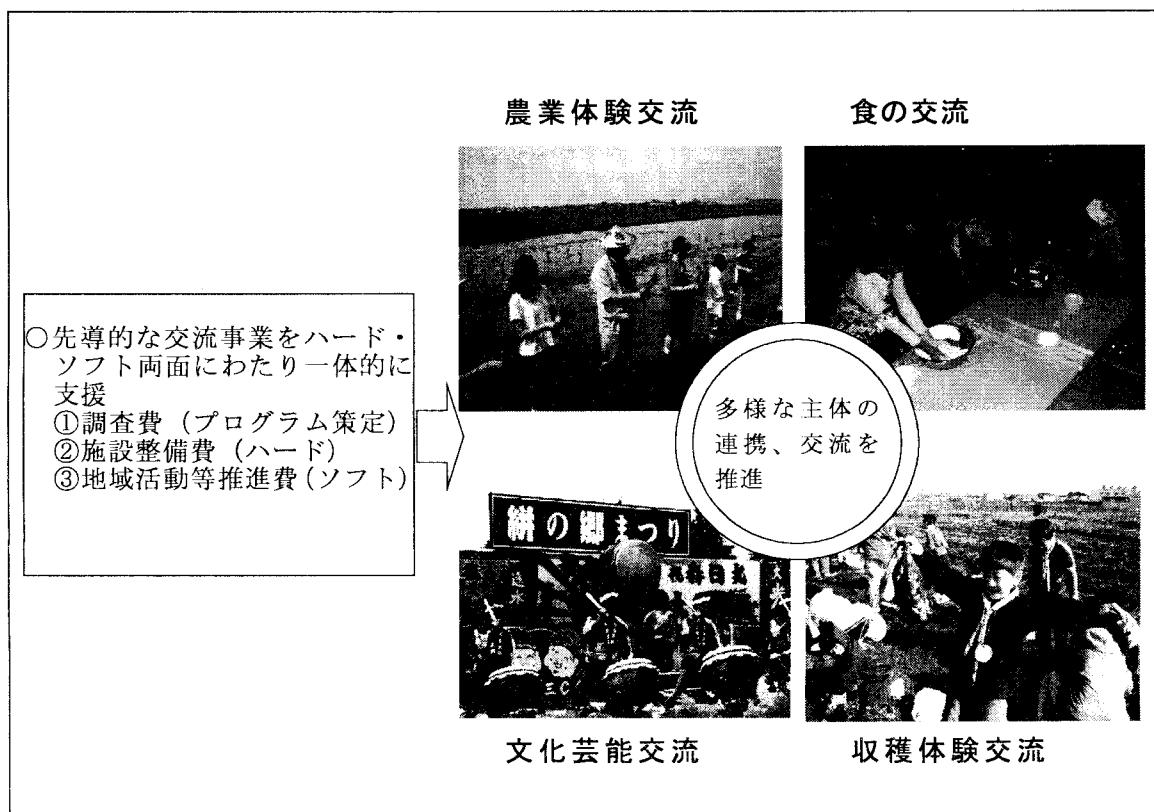 農業体験交流
食の交流
○先導的な交流事業をハード・
ソフト両面にわたり一体的に
支援
①調査費（プログラム策定）
②施設整備費（ハード）
③地域活動等推進費（ソフト）
多様な主体の
連携、交流を
推進
絣の郷まつり
文化芸能交流
収穫体験交流